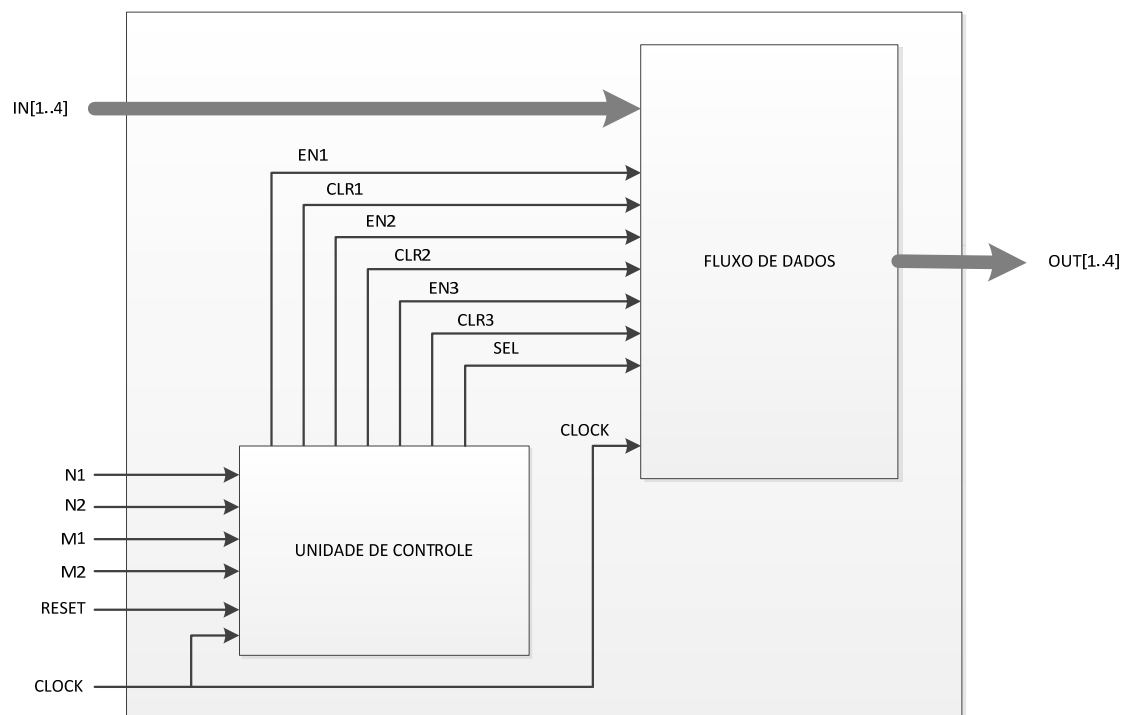 IN[1..4]
EN1
CLR1
EN2
CLR2
EN3
CLR3
SEL
FLUXO DE DADOS
OUT[1..4]
CLOCK
N1
N2
M1
M2
RESET
UNIDADE DE CONTROLE
CLOCK